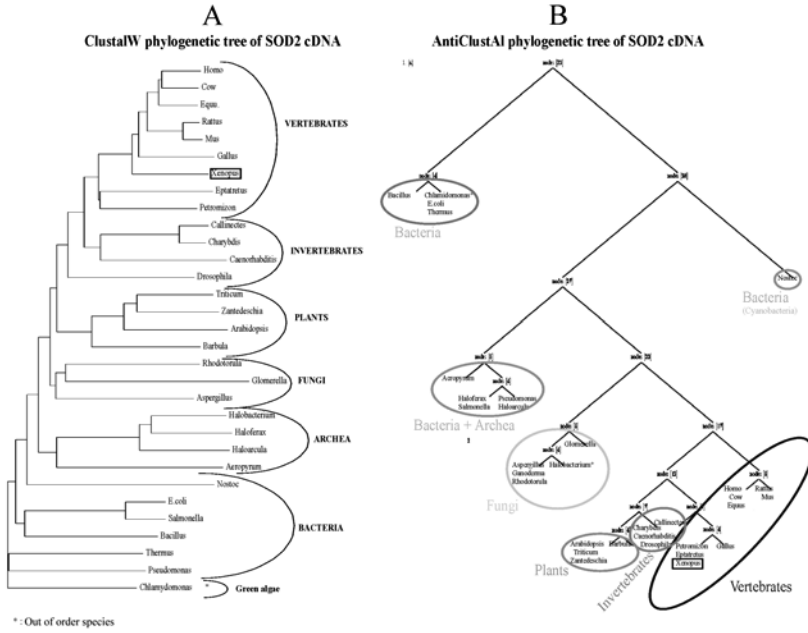 A
ClustalW phylogenetic tree of SOD2 cDNA
Homo
Cow
Equu.
Rattus
Mus
Gallus
Xenopus
Eptatretus
Petromizon
VERTEBRATES
Callinectes
Charybdis
Caenorhabditis
Drosophila
INVERTEBRATES
Triticum
Zantedeschia
Arabidopsis
Barbula
PLANTS
Rhodotorula
Glomerella
Aspergillus
FUNGI
Halobacterium
Haloferax
Haloarcula
Aeropyrum
ARCHEA
Nostoc
E.coli
Salmonella
Bacillus
Thermus
Pseudomonas
BACTERIA
Chlamydomonas
*
Green algae
* : Out of order species
B
AntiClustAl phylogenetic tree of SOD2 cDNA
Bacillus
Chlamidomonas*
E.coli
Thermus
Bacteria
Nostoc
Bacteria
(Cyanobacteria)
Aeropyrum
Haloferax
Salmonella
Pseudomonas
Haloarcula
Bacteria + Archea
Glomerella
Aspergillus
Ganoderma
Rhodotorula
Halobacterium*
Fungi
Homo
Cow
Equus
Rattus
Mus
Callinectes
Charybdis
Caenorhabditis
Drosophila
Arabidopsis
Triticum
Zantedeschia
Barbula
Plants
Invertebrates
Petromicon
Eptatretus
Xenopus
Gallus
Vertebrates